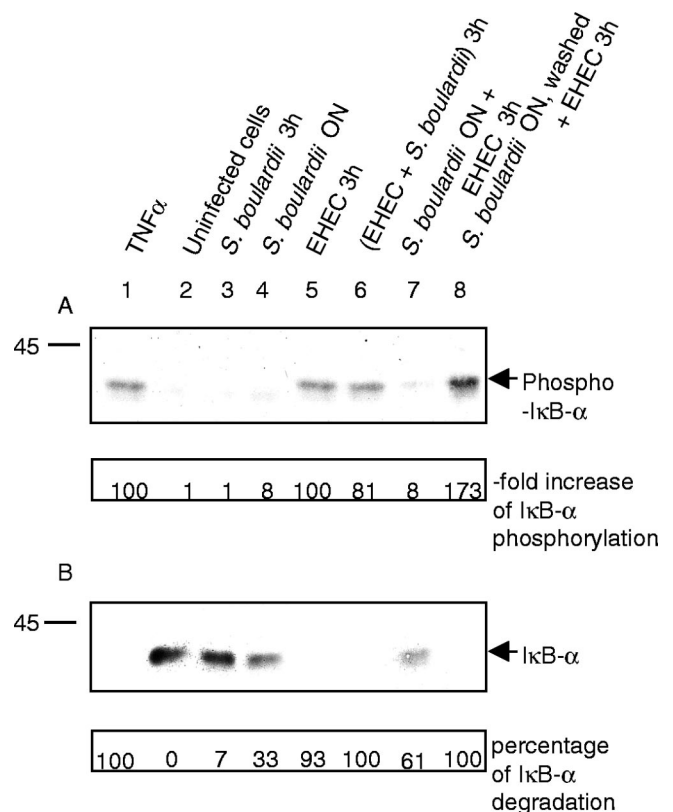 TNFα
Uninfected cells
S. boulardii 3h
S. boulardii ON
EHEC 3h
(EHEC + S. boulardii) 3h
S. boulardii ON +
EHEC 3h
S. boulardii ON, washed
+ EHEC 3h
1 2 3 4 5 6 7 8
A
45
Phospho
-IκB-α
100 1 1 8 100 81 8 173
-fold increase
of IκB-α
phosphorylation
B
45
IκB-α
100 0 7 33 93 100 61 100
percentage
of IκB-α
degradation